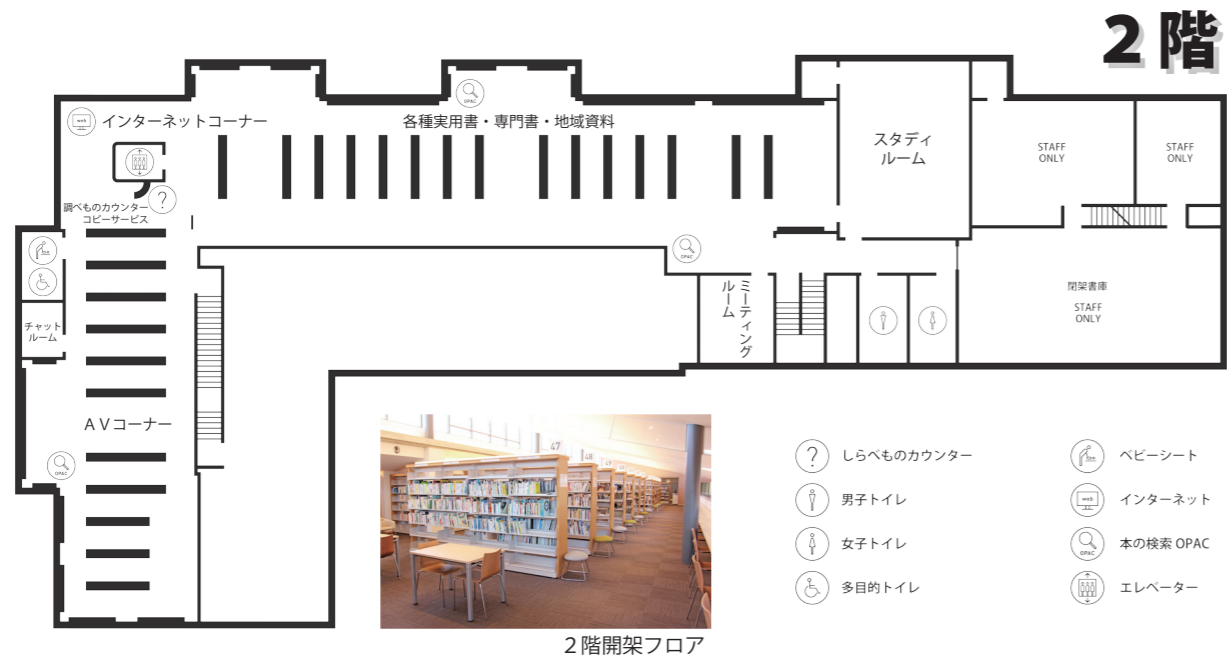 2階
インターネットコーナー
各種実用書・専門書・地域資料
OPAC
web
スタディ
ルーム
STAFF
ONLY
STAFF
ONLY
調べものカウンター
コピーサービス
?
OPAC
ミーティング
ルーム
閉架書庫
STAFF
ONLY
チャット
ルーム
AVコーナー
OPAC
47
48
? しらべものカウンター
男子トイレ
女子トイレ
多目的トイレ
ベビーシート
web インターネット
OPAC 本の検索 OPAC
エレベーター
2階開架フロア